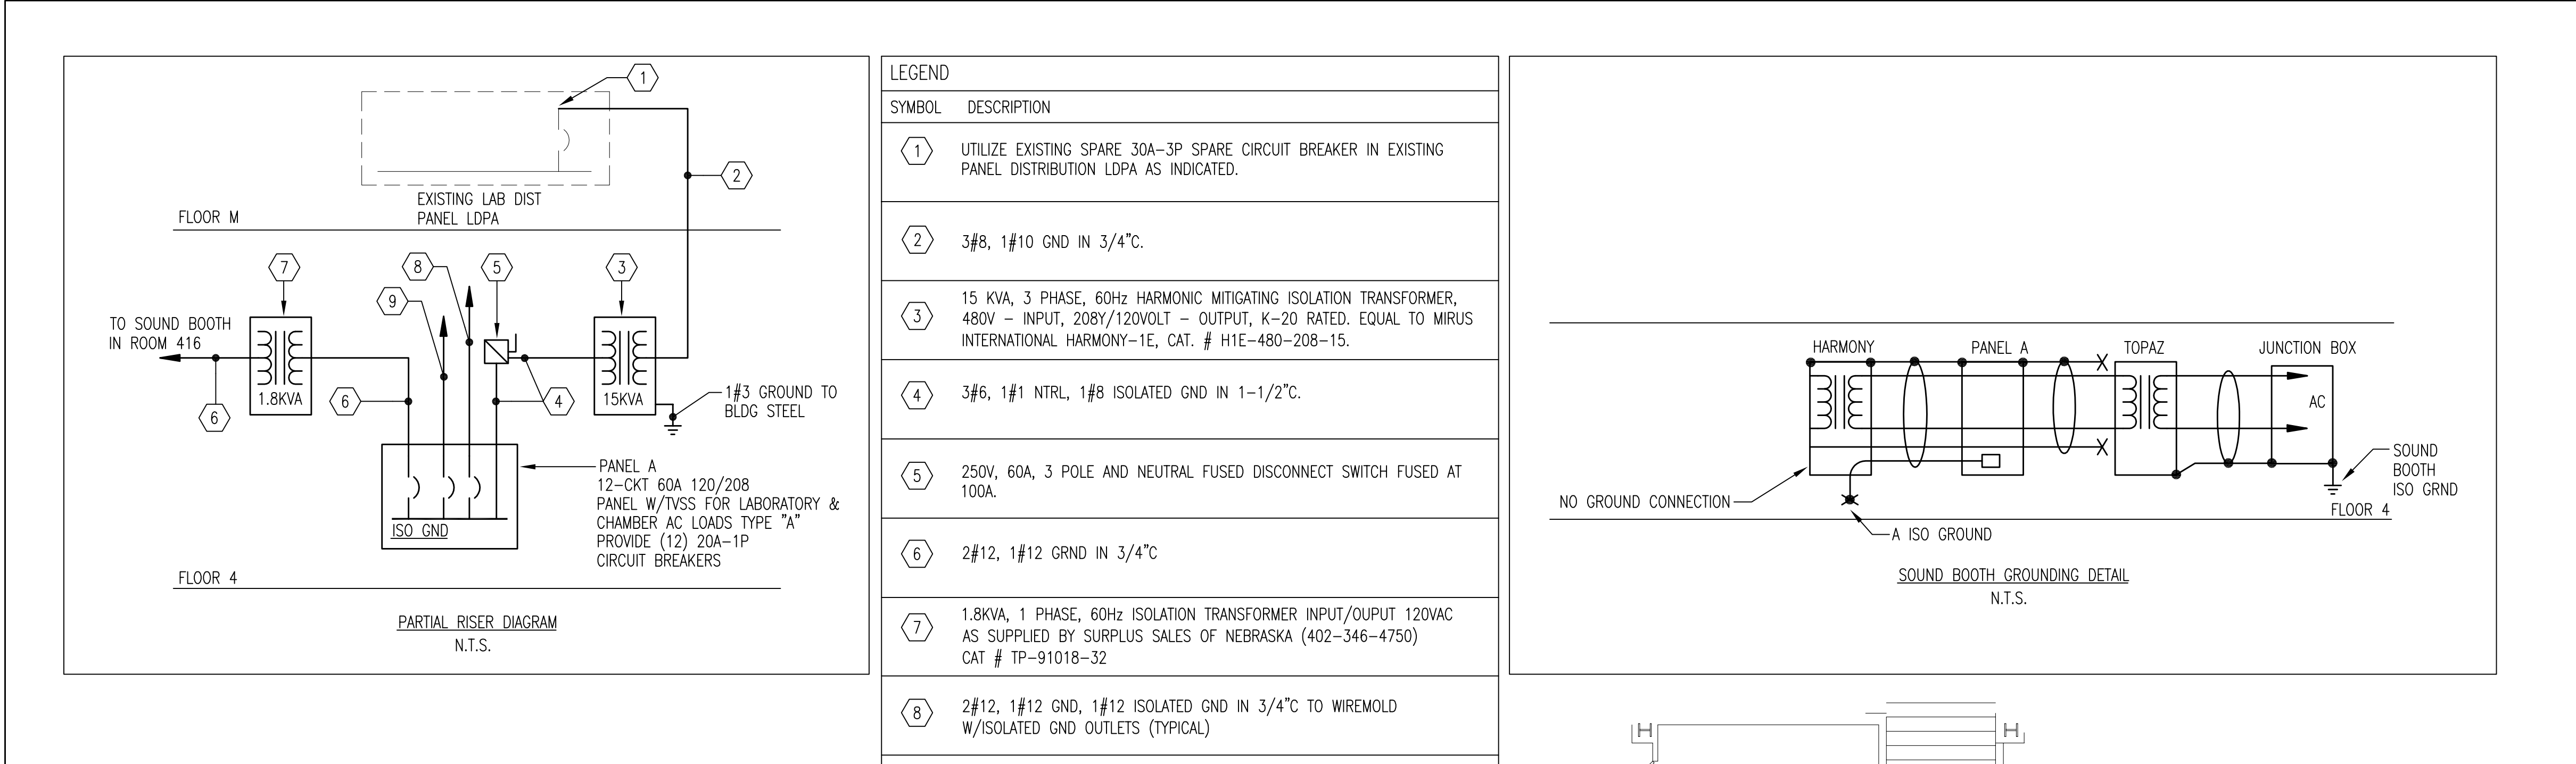 1
2
EXISTING LAB DIST
PANEL LDPA
FLOOR M
7
8
5
3
9
TO SOUND BOOTH
IN ROOM 416
1.8KVA
15KVA
6
6
4
1#3 GROUND TO
BLDG STEEL
PANEL A
12-CKT 60A 120/208
PANEL W/TVSS FOR LABORATORY &
CHAMBER AC LOADS TYPE "A"
PROVIDE (12) 20A-1P
CIRCUIT BREAKERS
ISO GND
FLOOR 4
PARTIAL RISER DIAGRAM
N.T.S.
LEGEND
SYMBOL DESCRIPTION
1 UTILIZE EXISTING SPARE 30A-3P SPARE CIRCUIT BREAKER IN EXISTING
PANEL DISTRIBUTION LDPA AS INDICATED.
2 3#8, 1#10 GND IN 3/4"C.
3 15 KVA, 3 PHASE, 60Hz HARMONIC MITIGATING ISOLATION TRANSFORMER,
480V - INPUT, 208Y/120VOLT - OUTPUT, K-20 RATED. EQUAL TO MIRUS
INTERNATIONAL HARMONY-1E, CAT. # H1E-480-208-15.
4 3#6, 1#1 NTRL, 1#8 ISOLATED GND IN 1-1/2"C.
5 250V, 60A, 3 POLE AND NEUTRAL FUSED DISCONNECT SWITCH FUSED AT
100A.
6 2#12, 1#12 GRND IN 3/4"C
7 1.8KVA, 1 PHASE, 60Hz ISOLATION TRANSFORMER INPUT/OUPUT 120VAC
AS SUPPLIED BY SURPLUS SALES OF NEBRASKA (402-346-4750)
CAT # TP-91018-32
8 2#12, 1#12 GND, 1#12 ISOLATED GND IN 3/4"C TO WIREMOLD
W/ISOLATED GND OUTLETS (TYPICAL)
HARMONY
PANEL A
TOPAZ
JUNCTION BOX
AC
SOUND
BOOTH
ISO GRND
NO GROUND CONNECTION
FLOOR 4
A ISO GROUND
SOUND BOOTH GROUNDING DETAIL
N.T.S.
H
H